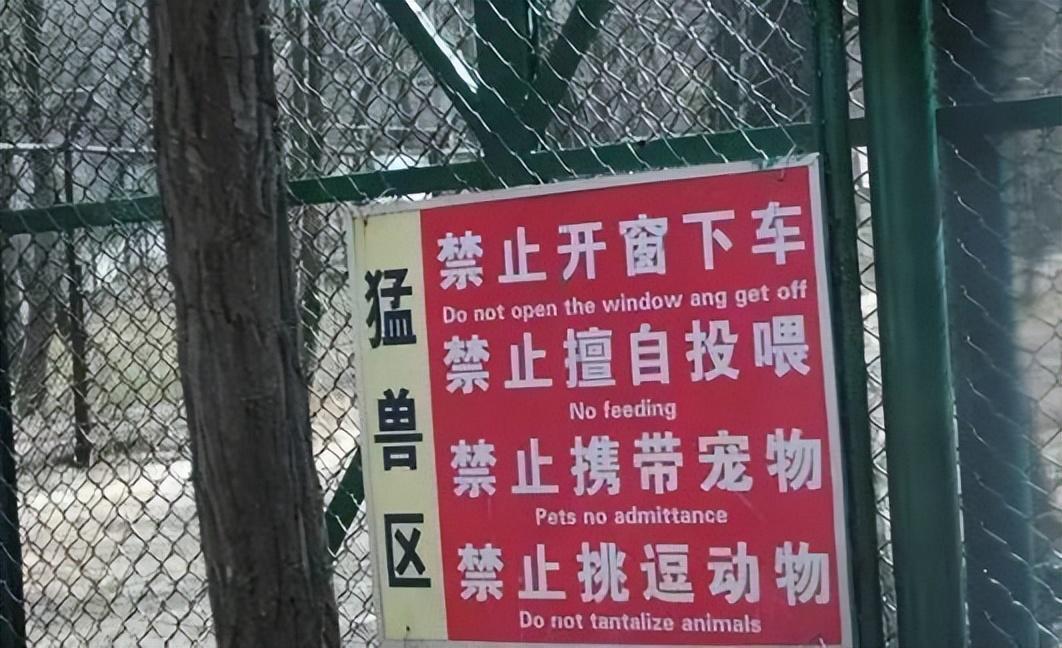 猛兽区
禁止开窗下车
Do not open the window ang get off
禁止擅自投喂
No feeding
禁止携带宠物
Pets no admittance
禁止挑逗动物
Do not tantalize animals